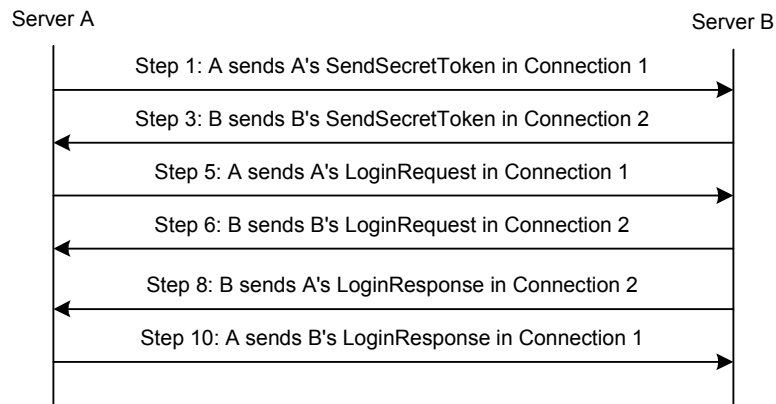 Server A
Server B
Step 1: A sends A's SendSecretToken in Connection 1
Step 3: B sends B's SendSecretToken in Connection 2
Step 5: A sends A's LoginRequest in Connection 1
Step 6: B sends B's LoginRequest in Connection 2
Step 8: B sends A's LoginResponse in Connection 2
Step 10: A sends B's LoginResponse in Connection 1